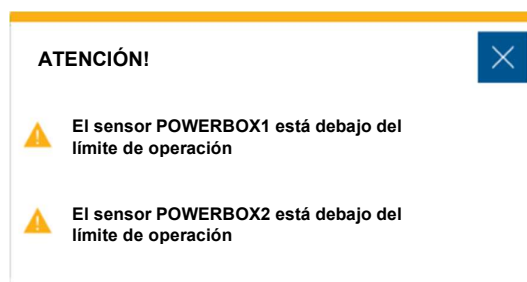 ATENCIÓN!
El sensor POWERBOX1 está debajo del
límite de operación
El sensor POWERBOX2 está debajo del
límite de operación